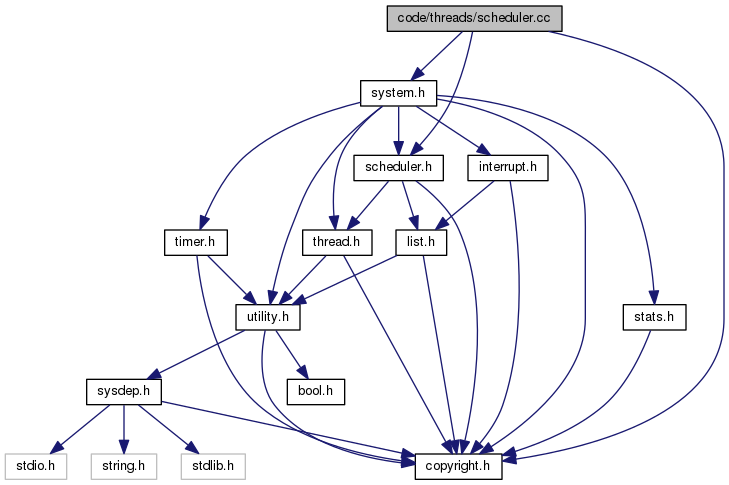 code/threads/scheduler.cc
system.h
scheduler.h
interrupt.h
timer.h
thread.h
list.h
utility.h
stats.h
sysdep.h
bool.h
stdio.h
string.h
stdlib.h
copyright.h